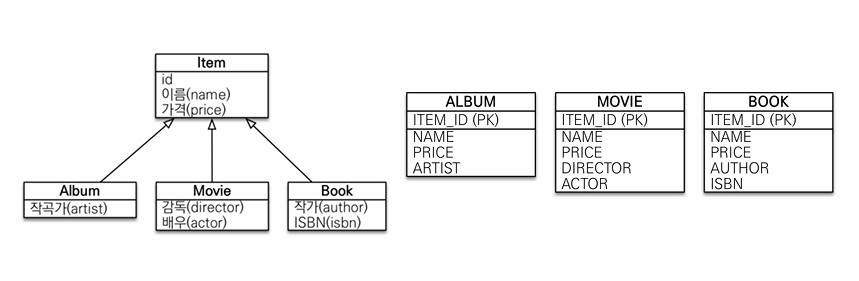 Item
id
이름(name)
가격(price)
Album
작곡가(artist)
Movie
감독(director)
배우(actor)
Book
작가(author)
ISBN(isbn)
ALBUM
ITEM_ID (PK)
NAME
PRICE
ARTIST
MOVIE
ITEM_ID (PK)
NAME
PRICE
DIRECTOR
ACTOR
BOOK
ITEM_ID (PK)
NAME
PRICE
AUTHOR
ISBN